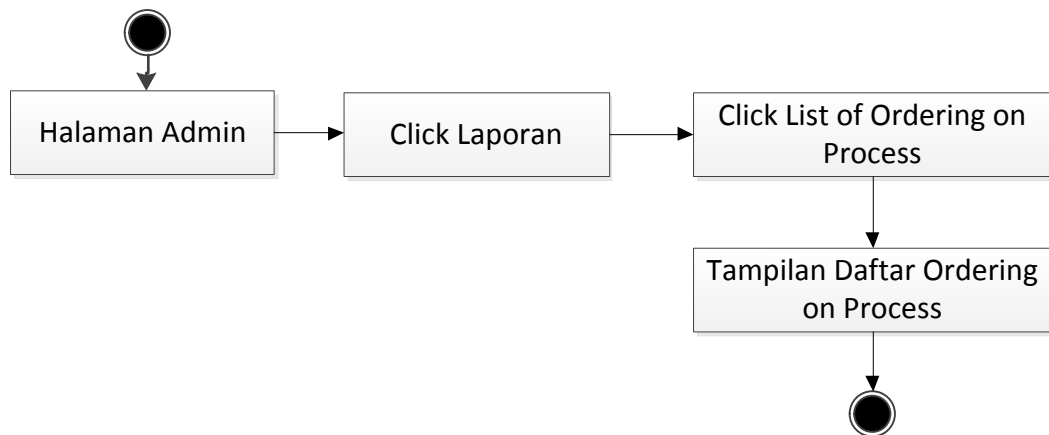 Halaman Admin
Click Laporan
Click List of Ordering on
Process
Tampilan Daftar Ordering
on Process